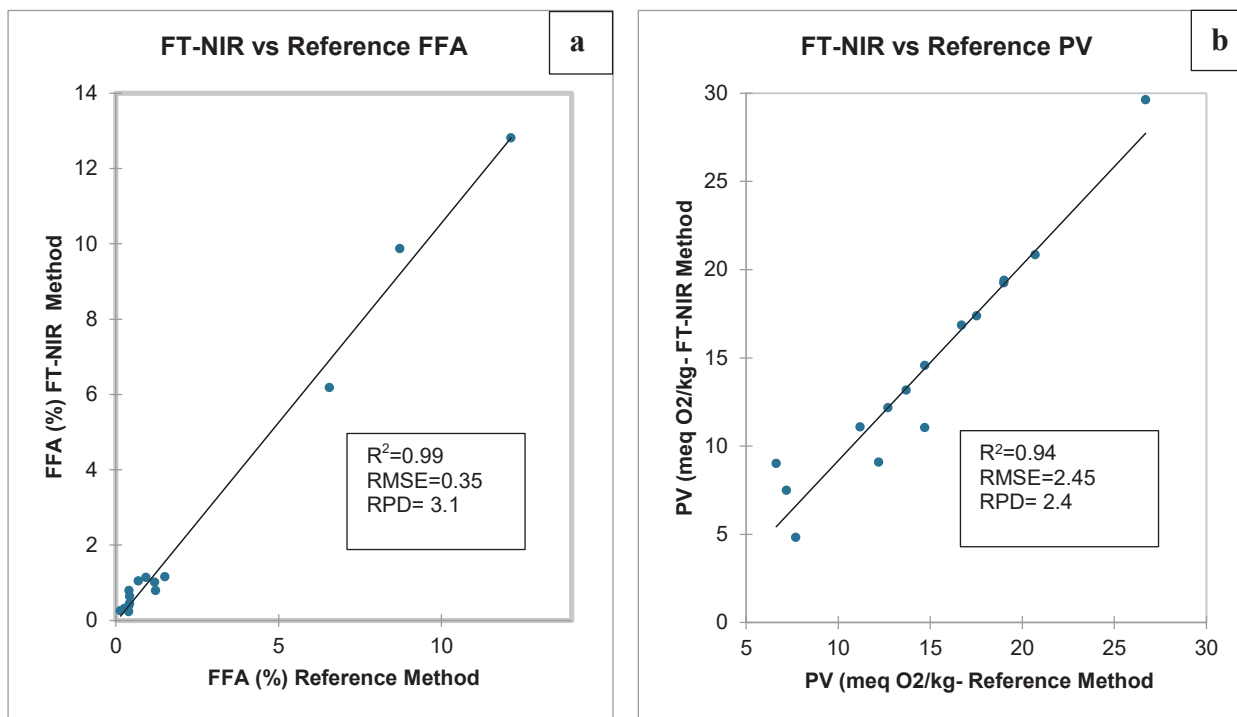 FT-NIR vs Reference FFA
a
14
12
10
8
6
4
2
0
0
5
10
FFA (%) FT-NIR Method
FFA (%) Reference Method
R²=0.99
RMSE=0.35
RPD= 3.1
FT-NIR vs Reference PV
b
30
25
20
15
10
5
0
5
10
15
20
25
30
PV (meq O2/kg- FT-NIR Method
PV (meq O2/kg- Reference Method
R²=0.94
RMSE=2.45
RPD= 2.4